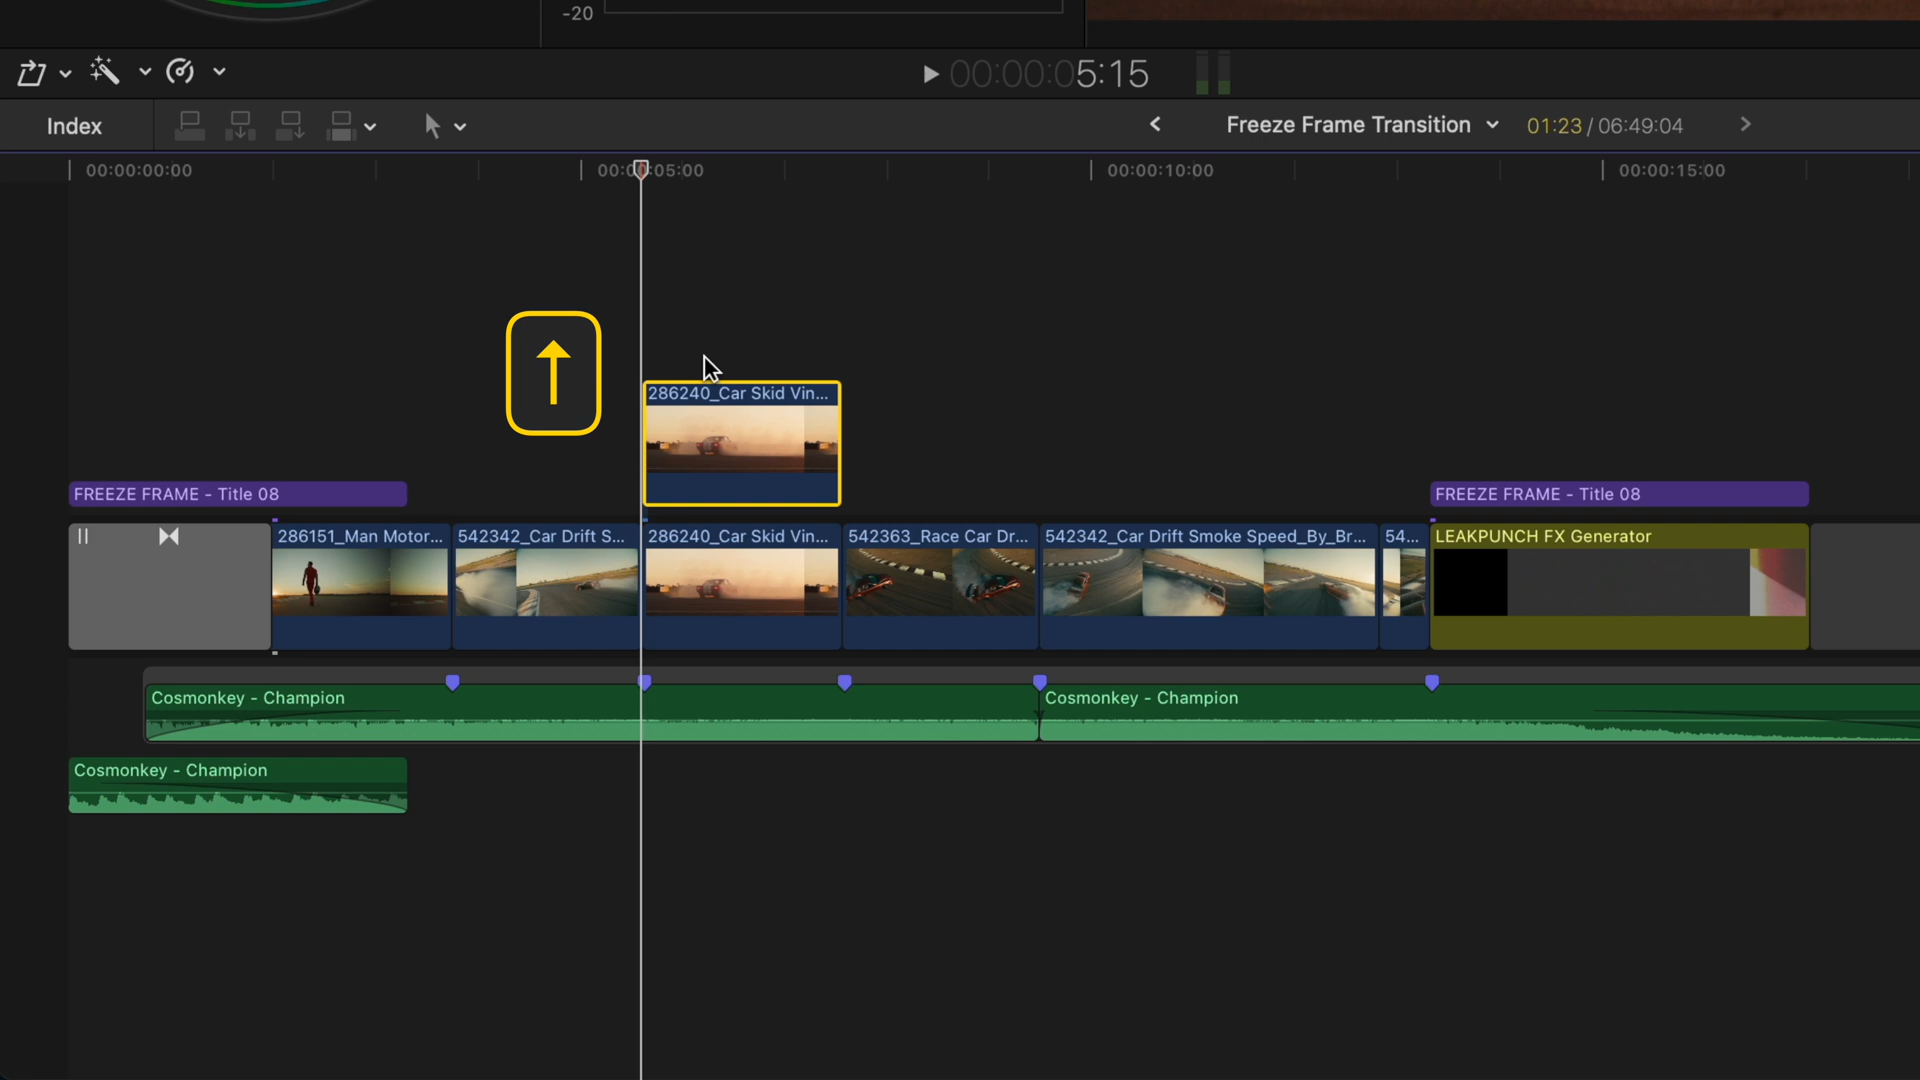 -20
00:00:05:15
Index
Freeze Frame Transition
01:23 / 06:49:04
00:00:00:00
00:00:05:00
00:00:10:00
00:00:15:00
286240_Car Skid Vin...
FREEZE FRAME - Title 08
FREEZE FRAME - Title 08
286151_Man Motor...
542342_Car Drift S...
286240_Car Skid Vin...
542363_Race Car Dr...
542342_Car Drift Smoke Speed_By_Br...
54...
LEAKPUNCH FX Generator
Cosmonkey - Champion
Cosmonkey - Champion
Cosmonkey - Champion